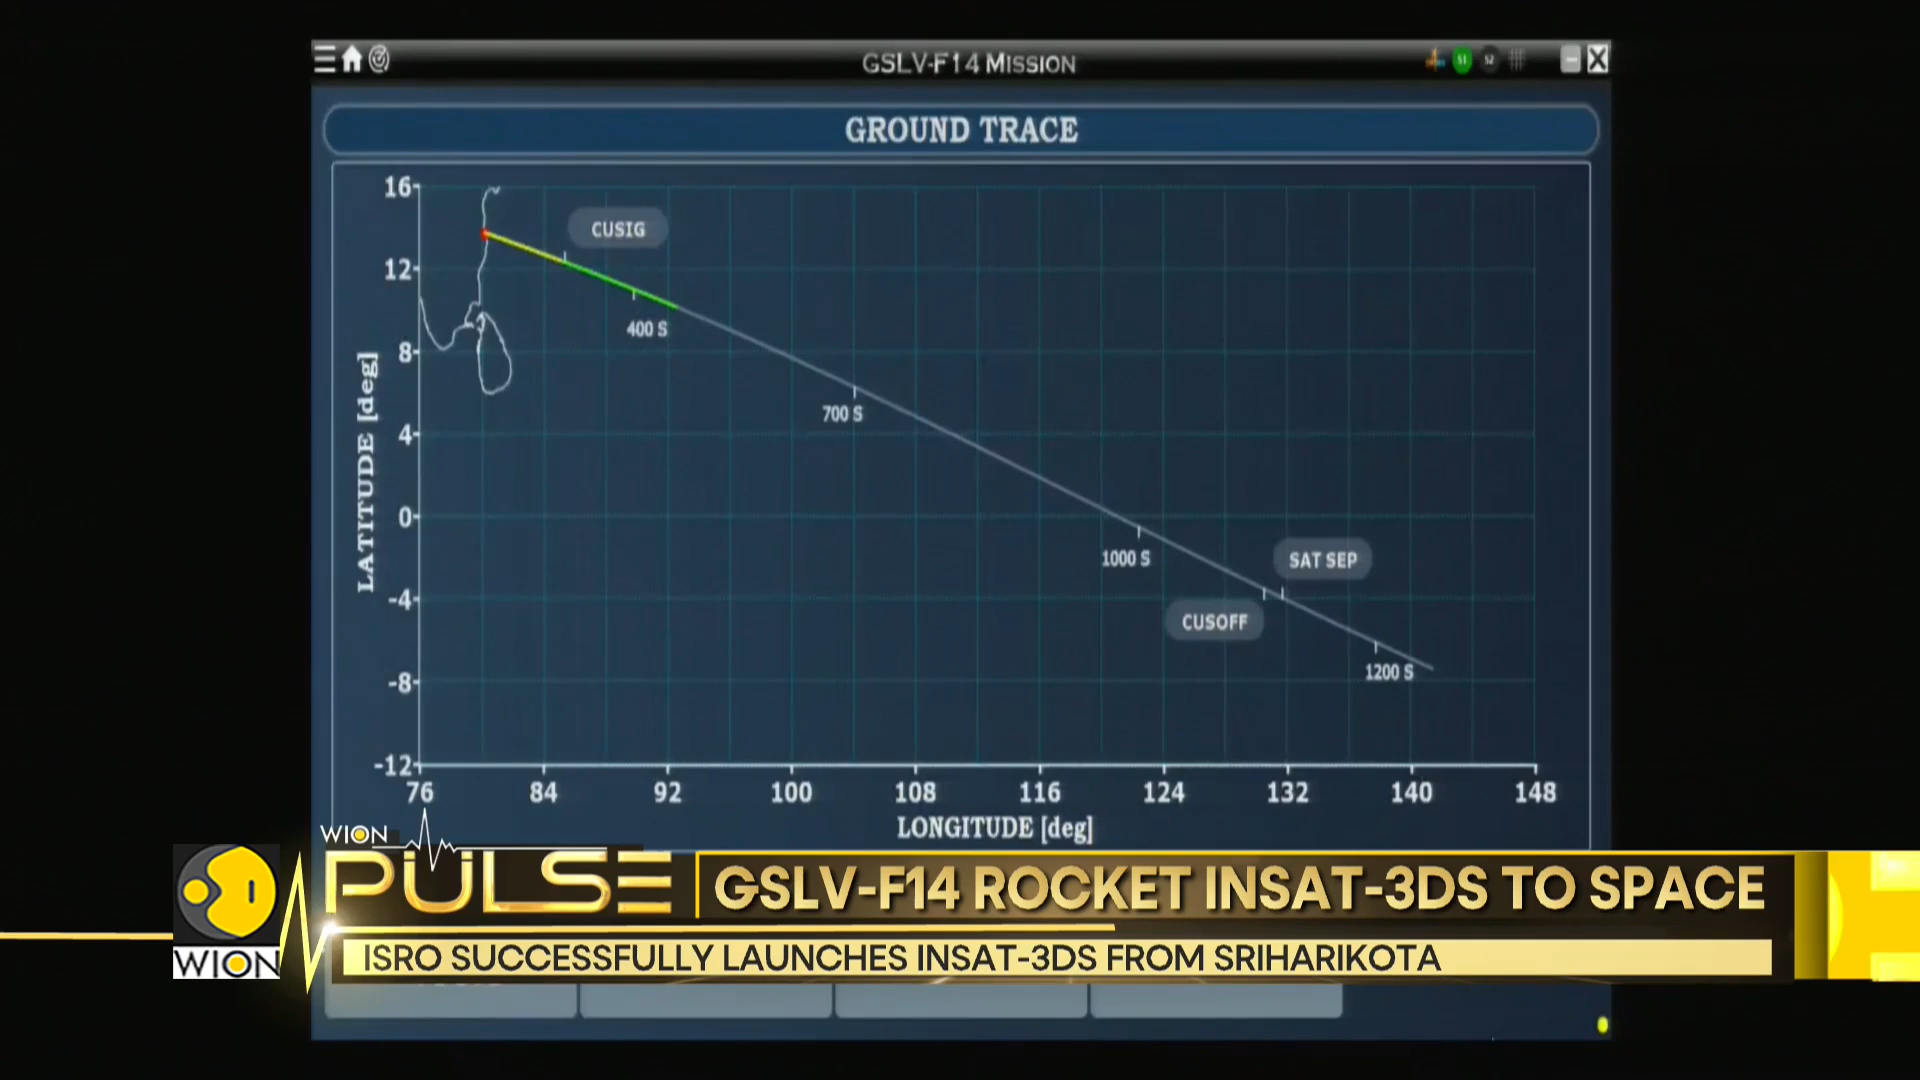 GSLV-F14 MISSION
S1
S2
GROUND TRACE
16
12
8
4
0
-4
-8
-12
LATITUDE [deg]
CUSIG
400 S
700 S
1000 S
SAT SEP
CUSOFF
1200 S
76 84 92 100 108 116 124 132 140 148
LONGITUDE [deg]
WION
PULSE
GSLV-F14 ROCKET INSAT-3DS TO SPACE
ISRO SUCCESSFULLY LAUNCHES INSAT-3DS FROM SRIHARIKOTA
WION